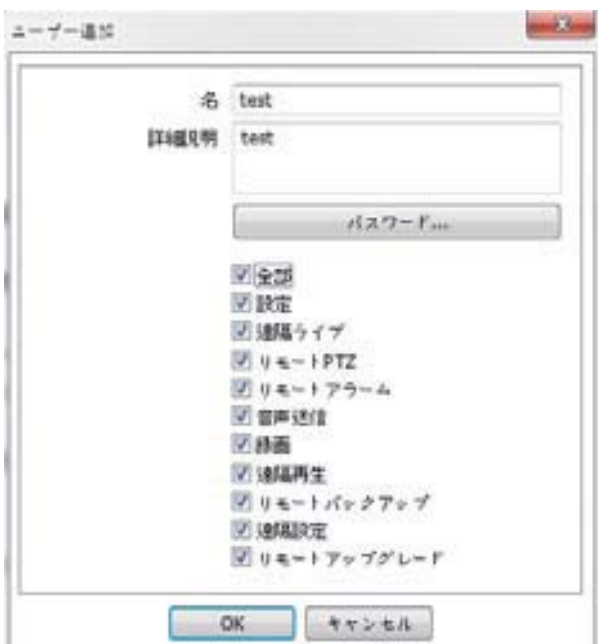 ユーザー追加
名 test
詳細説明 test
パスワード...
全部
設定
遠隔ライブ
リモートPTZ
リモートアラーム
音声送信
録画
遠隔再生
リモートバックアップ
遠隔設定
リモートアップグレード
OK キャンセル